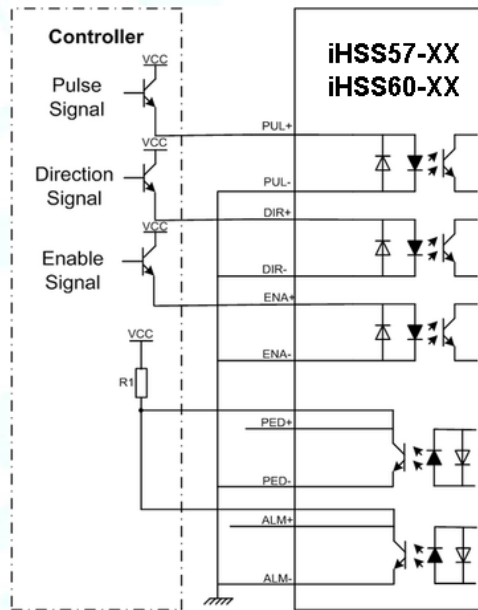 Controller
iHSS57-XX
iHSS60-XX
VCC
Pulse
Signal
PUL+
VCC
Direction
Signal
PUL-
DIR+
VCC
Enable
Signal
DIR-
ENA+
VCC
ENA-
R1
PED+
PED-
ALM+
ALM-